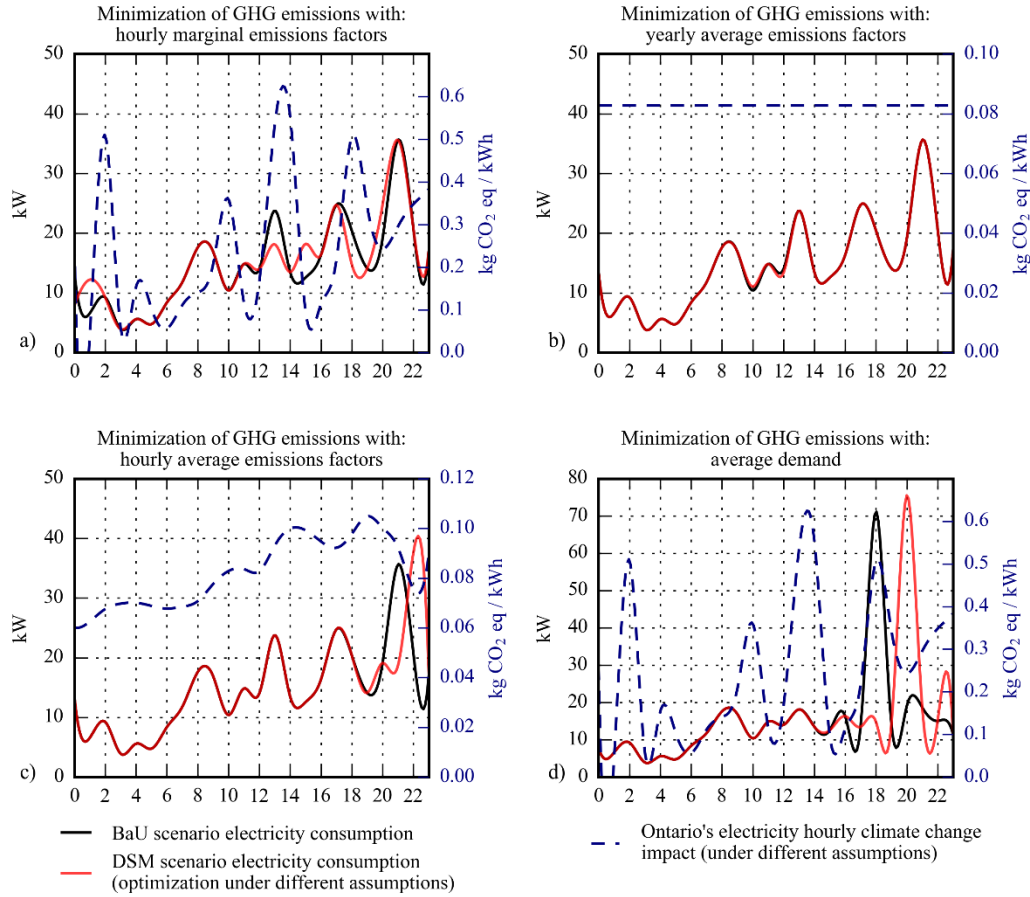 Minimization of GHG emissions with:
hourly marginal emissions factors
50
40
30
20
10
0
kW
0.6
0.5
0.4
0.3
0.2
0.1
0.0
kg CO₂ eq / kWh
a)
0 2 4 6 8 10 12 14 16 18 20 22
Minimization of GHG emissions with:
yearly average emissions factors
50
40
30
20
10
0
kW
0.10
0.08
0.06
0.04
0.02
0.00
kg CO₂ eq / kWh
b)
0 2 4 6 8 10 12 14 16 18 20 22
Minimization of GHG emissions with:
hourly average emissions factors
50
40
30
20
10
0
kW
0.12
0.10
0.08
0.06
0.04
0.02
0.00
kg CO₂ eq / kWh
c)
0 2 4 6 8 10 12 14 16 18 20 22
Minimization of GHG emissions with:
average demand
80
70
60
50
40
30
20
10
0
kW
0.6
0.5
0.4
0.3
0.2
0.1
0.0
kg CO₂ eq / kWh
d)
0 2 4 6 8 10 12 14 16 18 20 22
BaU scenario electricity consumption
DSM scenario electricity consumption
(optimization under different assumptions)
Ontario's electricity hourly climate change
impact (under different assumptions)